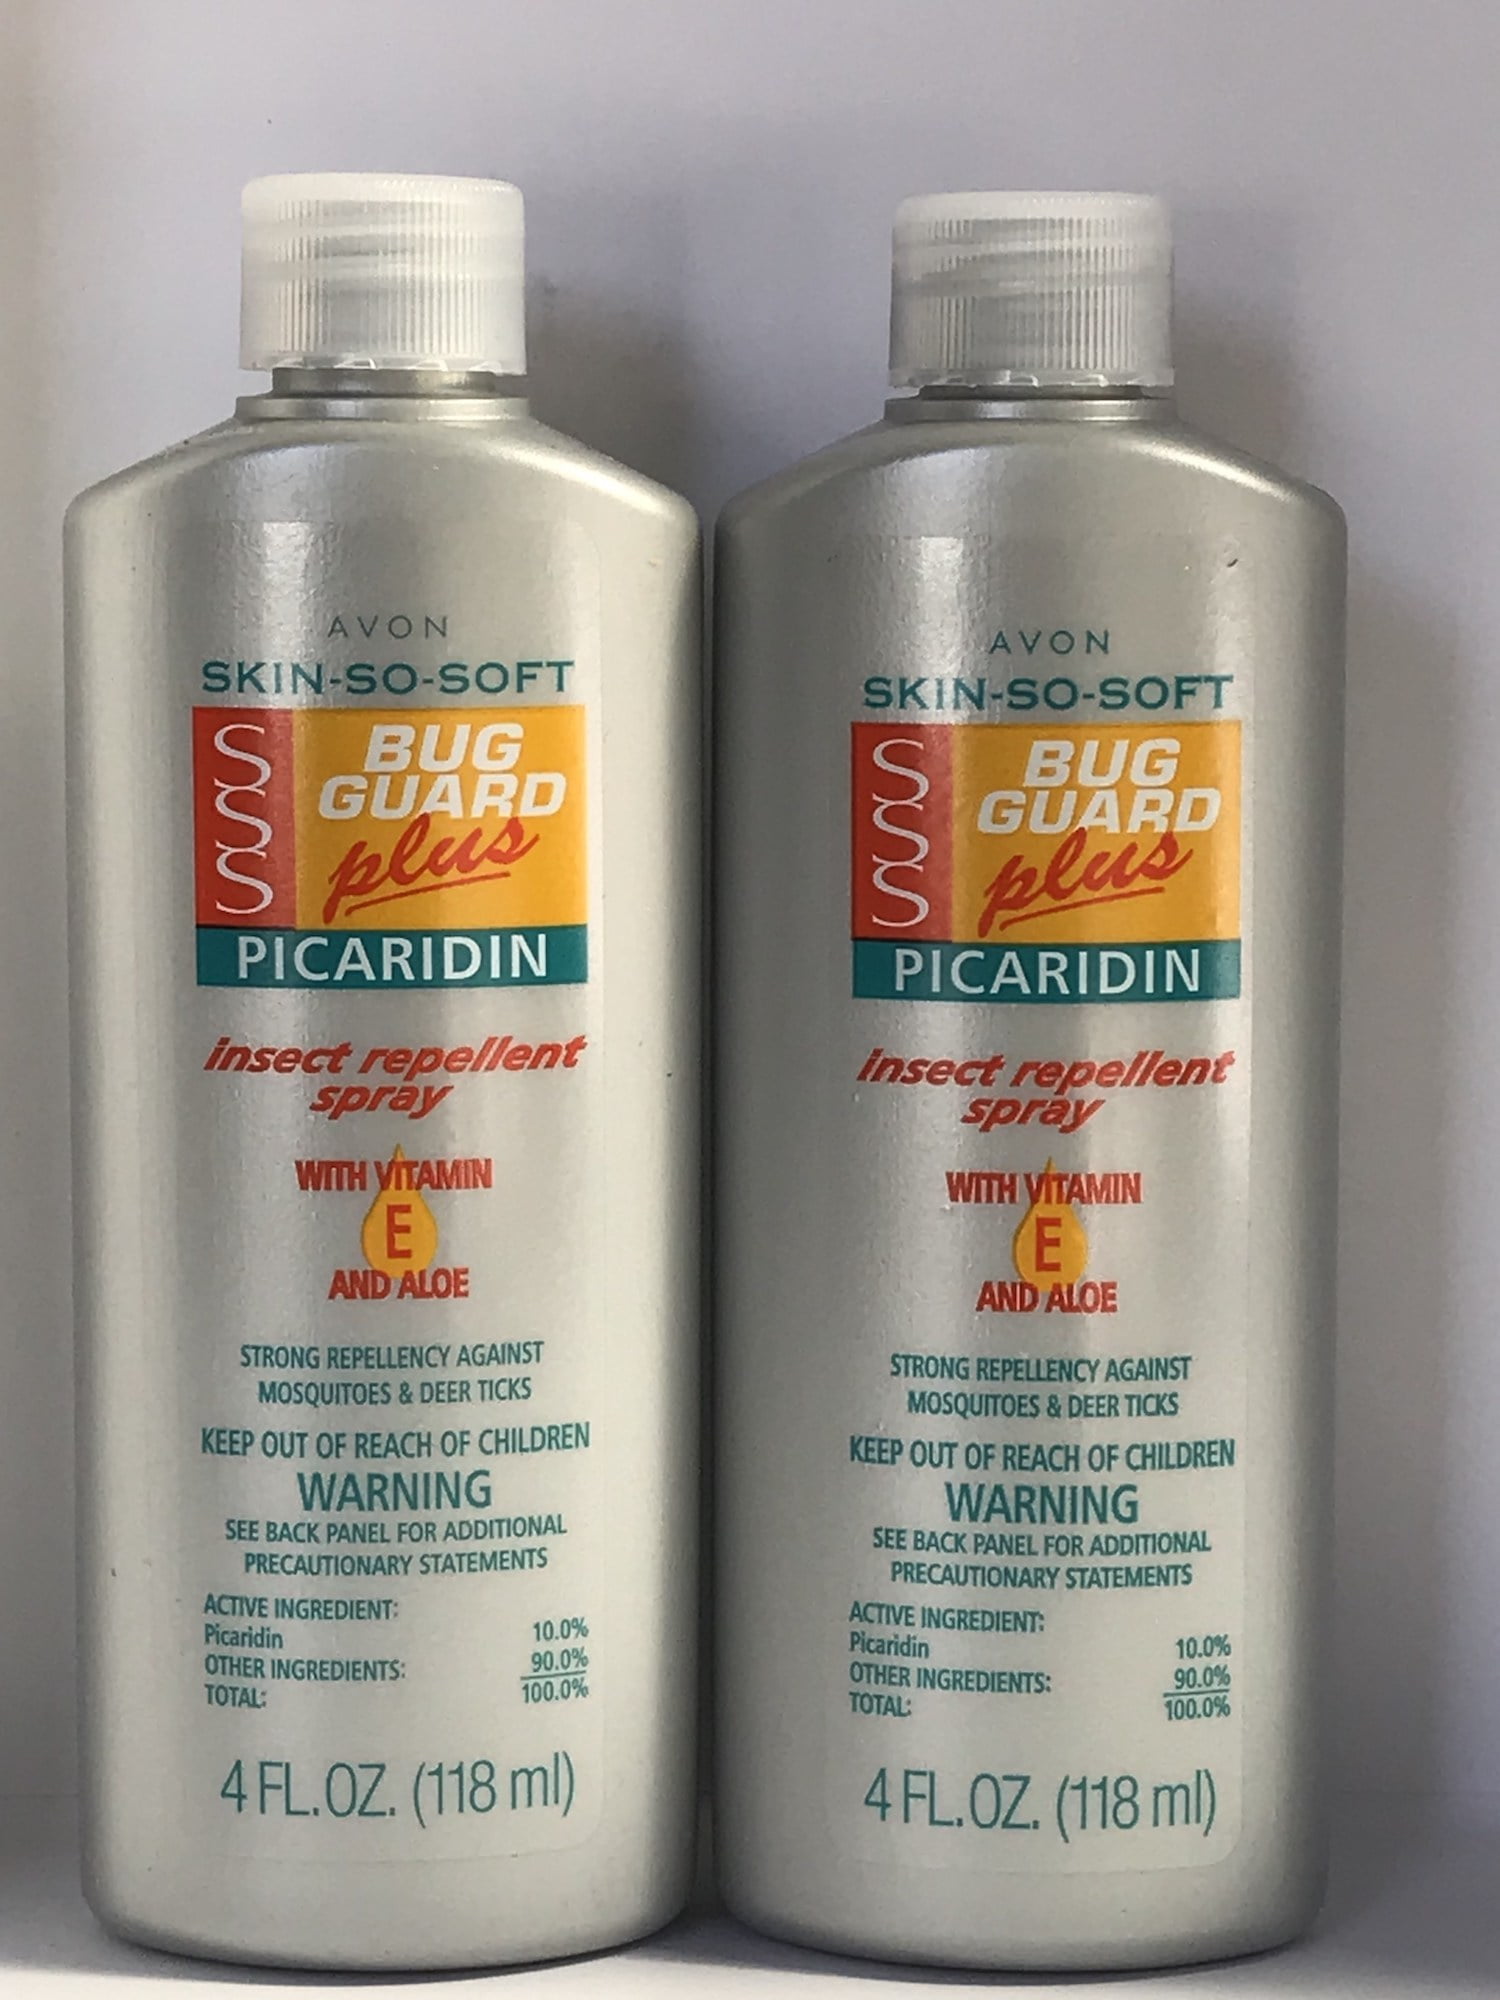 AVON
SKIN-SO-SOFT
SSS
BUG
GUARD
plus
PICARIDIN
insect repellent
spray
WITH VITAMIN
E
AND ALOE
STRONG REPELLENCY AGAINST
MOSQUITOES & DEER TICKS
KEEP OUT OF REACH OF CHILDREN
WARNING
SEE BACK PANEL FOR ADDITIONAL
PRECAUTIONARY STATEMENTS
ACTIVE INGREDIENT:
Picaridin 10.0%
OTHER INGREDIENTS: 90.0%
TOTAL: 100.0%
4 FL.OZ. (118 ml)
AVON
SKIN-SO-SOFT
SSS
BUG
GUARD
plus
PICARIDIN
insect repellent
spray
WITH VITAMIN
E
AND ALOE
STRONG REPELLENCY AGAINST
MOSQUITOES & DEER TICKS
KEEP OUT OF REACH OF CHILDREN
WARNING
SEE BACK PANEL FOR ADDITIONAL
PRECAUTIONARY STATEMENTS
ACTIVE INGREDIENT:
Picaridin 10.0%
OTHER INGREDIENTS: 90.0%
TOTAL: 100.0%
4 FL.OZ. (118 ml)